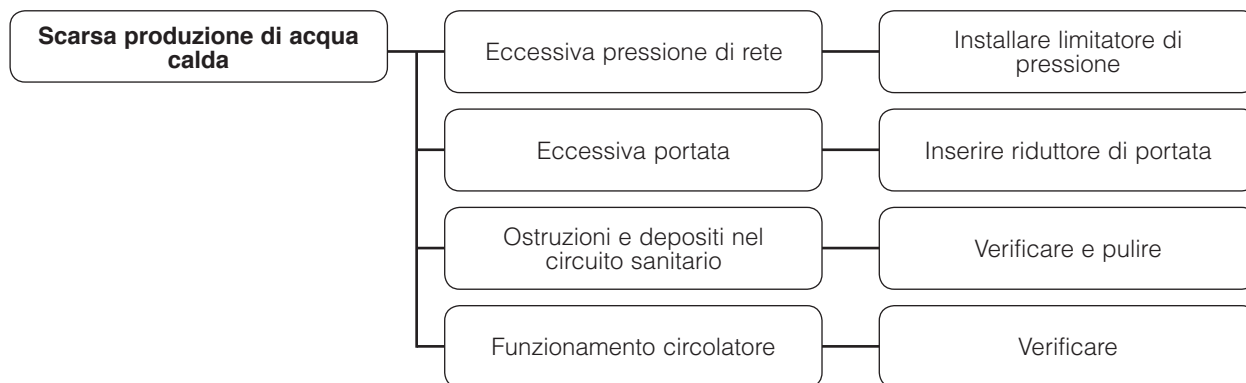 Scarsa produzione di acqua
calda
Eccessiva pressione di rete
Installare limitatore di
pressione
Eccessiva portata
Inserire riduttore di portata
Ostruzioni e depositi nel
circuito sanitario
Verificare e pulire
Funzionamento circolatore
Verificare